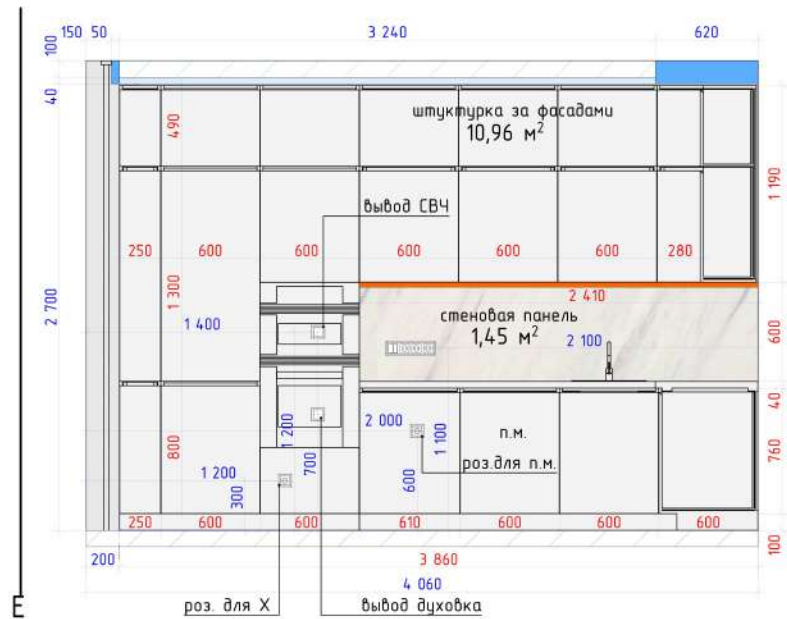 150 50 3 240 620
100
40
490
штуктурка за фасадами
10,96 м²
1 190
вывод СВЧ
250 600 600 600 600 600 280
1 300
2 410
2 700
1 400
стеновая панель
1,45 м²
2 100
600
40
2 000
800
1 200
1 100
п.м.
760
1 200
700
600
роз.для п.м.
300
250 600 600 610 600 600 600
100
200 3 860
4 060
Е
роз. для Х
вывод духовка